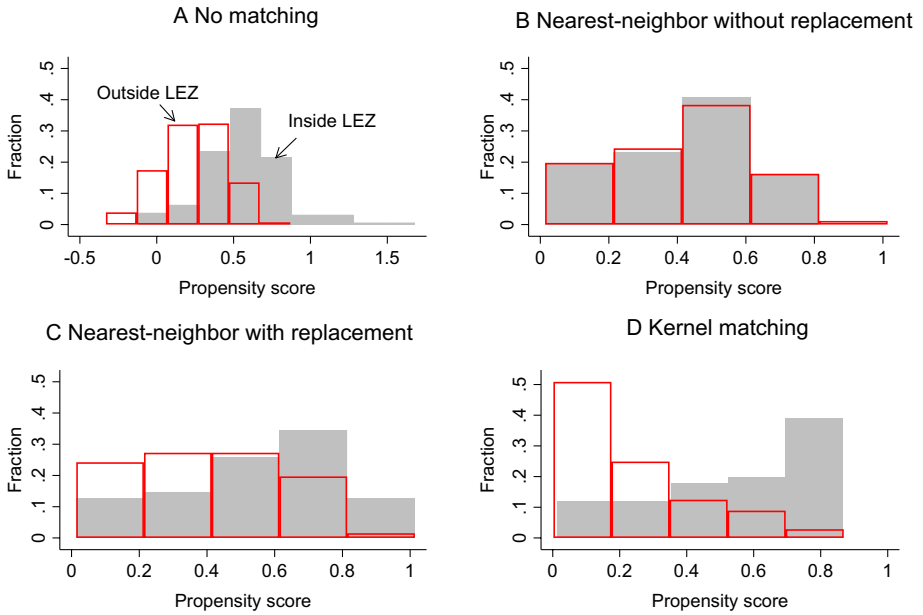 A No matching
Fraction
0 .1 .2 .3 .4 .5
Outside LEZ
Inside LEZ
-0.5 0 0.5 1 1.5
Propensity score
B Nearest-neighbor without replacement
Fraction
0 .1 .2 .3 .4 .5
0 0.2 0.4 0.6 0.8 1
Propensity score
C Nearest-neighbor with replacement
Fraction
0 .1 .2 .3 .4 .5
0 0.2 0.4 0.6 0.8 1
Propensity score
D Kernel matching
Fraction
0 .1 .2 .3 .4 .5
0 0.2 0.4 0.6 0.8 1
Propensity score